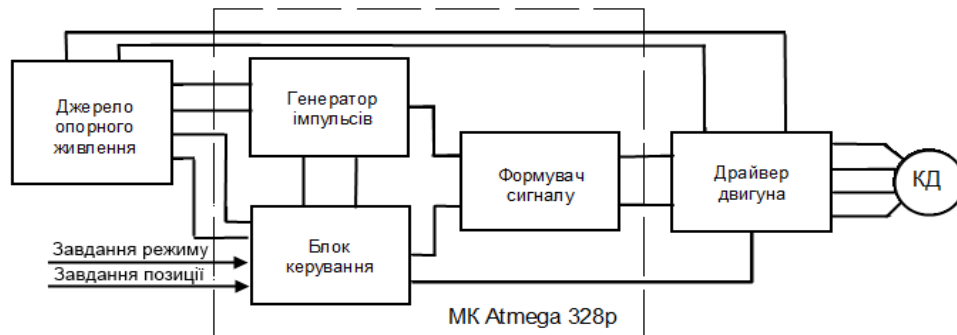 Джерело
опорного
живлення
Генератор
імпульсів
Формувач
сигналу
Драйвер
двигуна
КД
Блок
керування
Завдання режиму
Завдання позиції
МК Atmega 328p